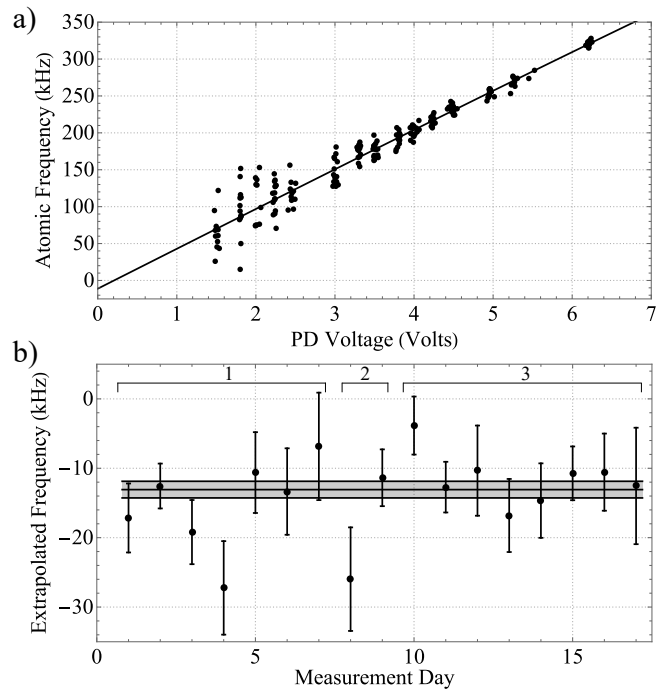 a)
350
300
250
200
150
100
50
0
Atomic Frequency (kHz)
0 1 2 3 4 5 6 7
PD Voltage (Volts)
b)
1 2 3
0
−10
−20
−30
Extrapolated Frequency (kHz)
0 5 10 15
Measurement Day